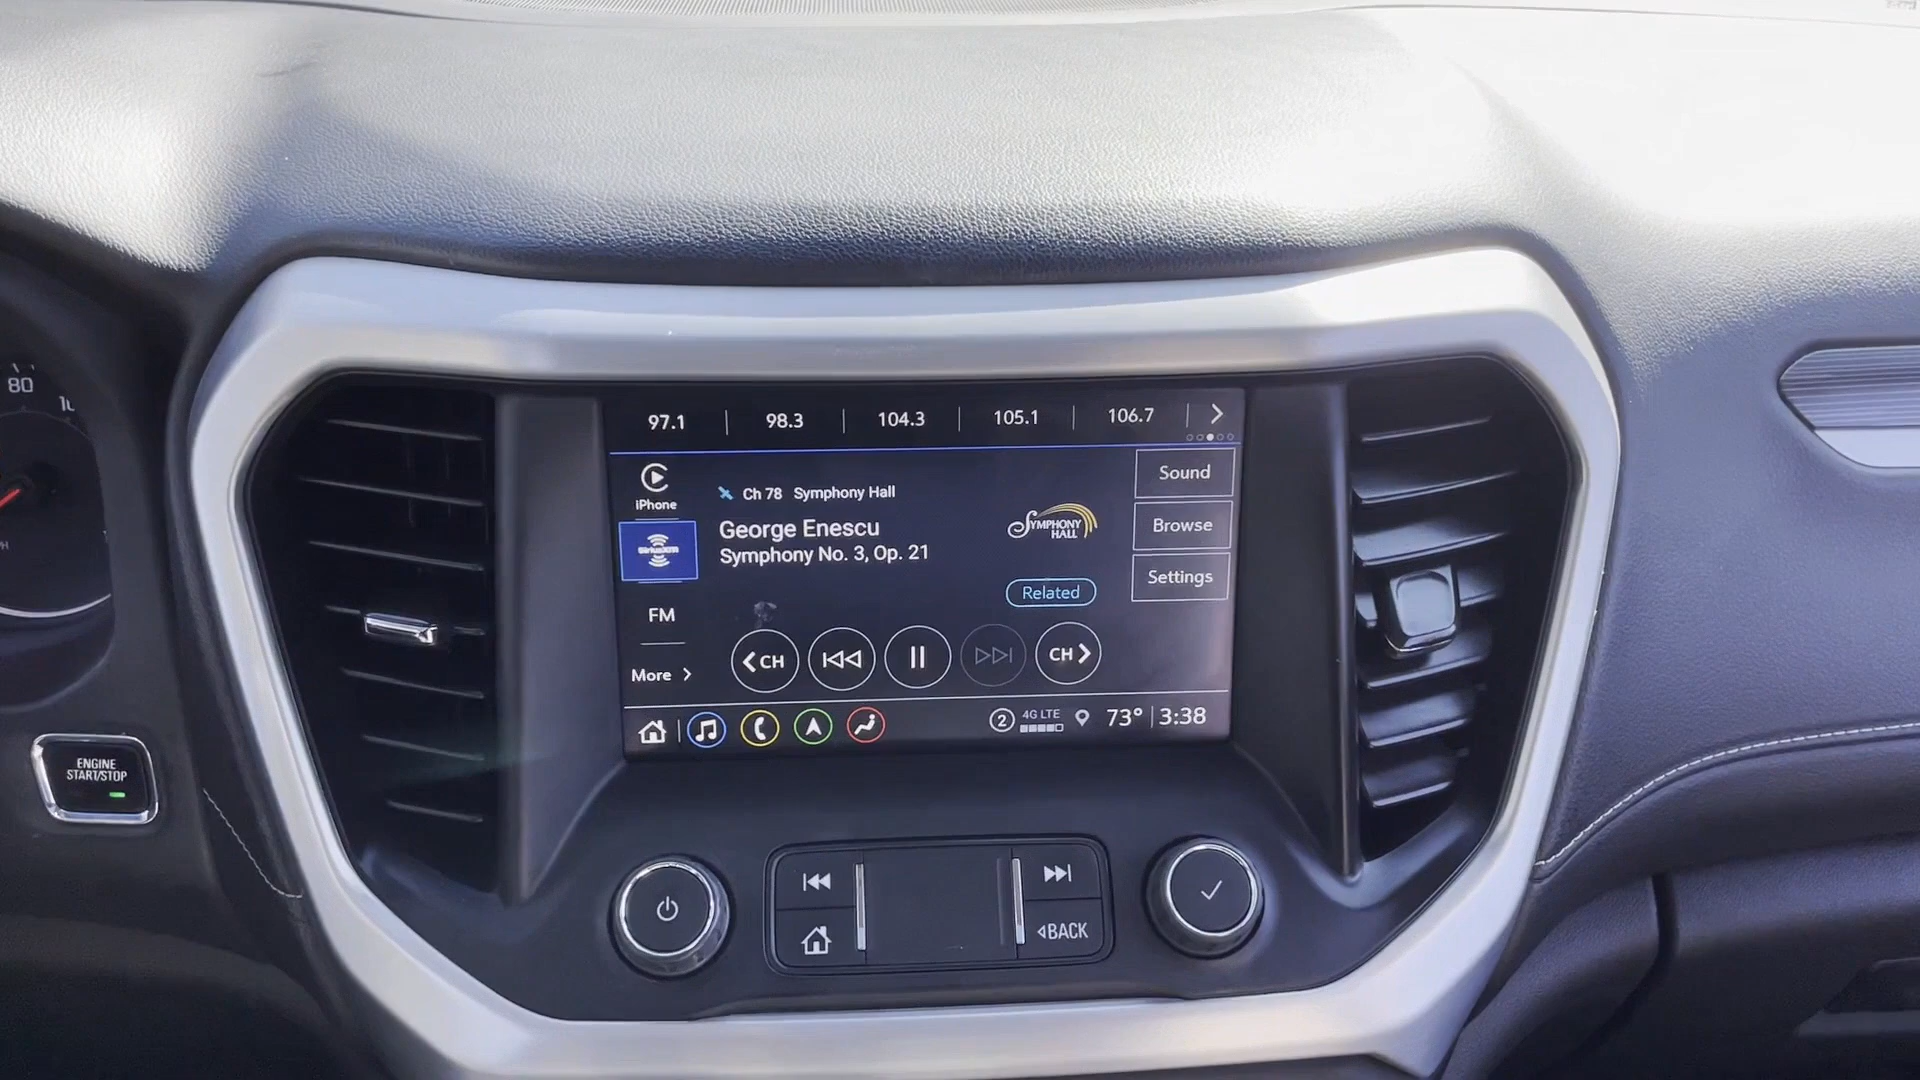 97.1 98.3 104.3 105.1 106.7
iPhone
Ch 78 Symphony Hall
George Enescu
Symphony No. 3, Op. 21
SYMPHONY
HALL
Related
Sound
Browse
Settings
SiriusXM
FM
More
CH
CH
2 4G LTE 73° 3:38
80
ENGINE
START/STOP
BACK